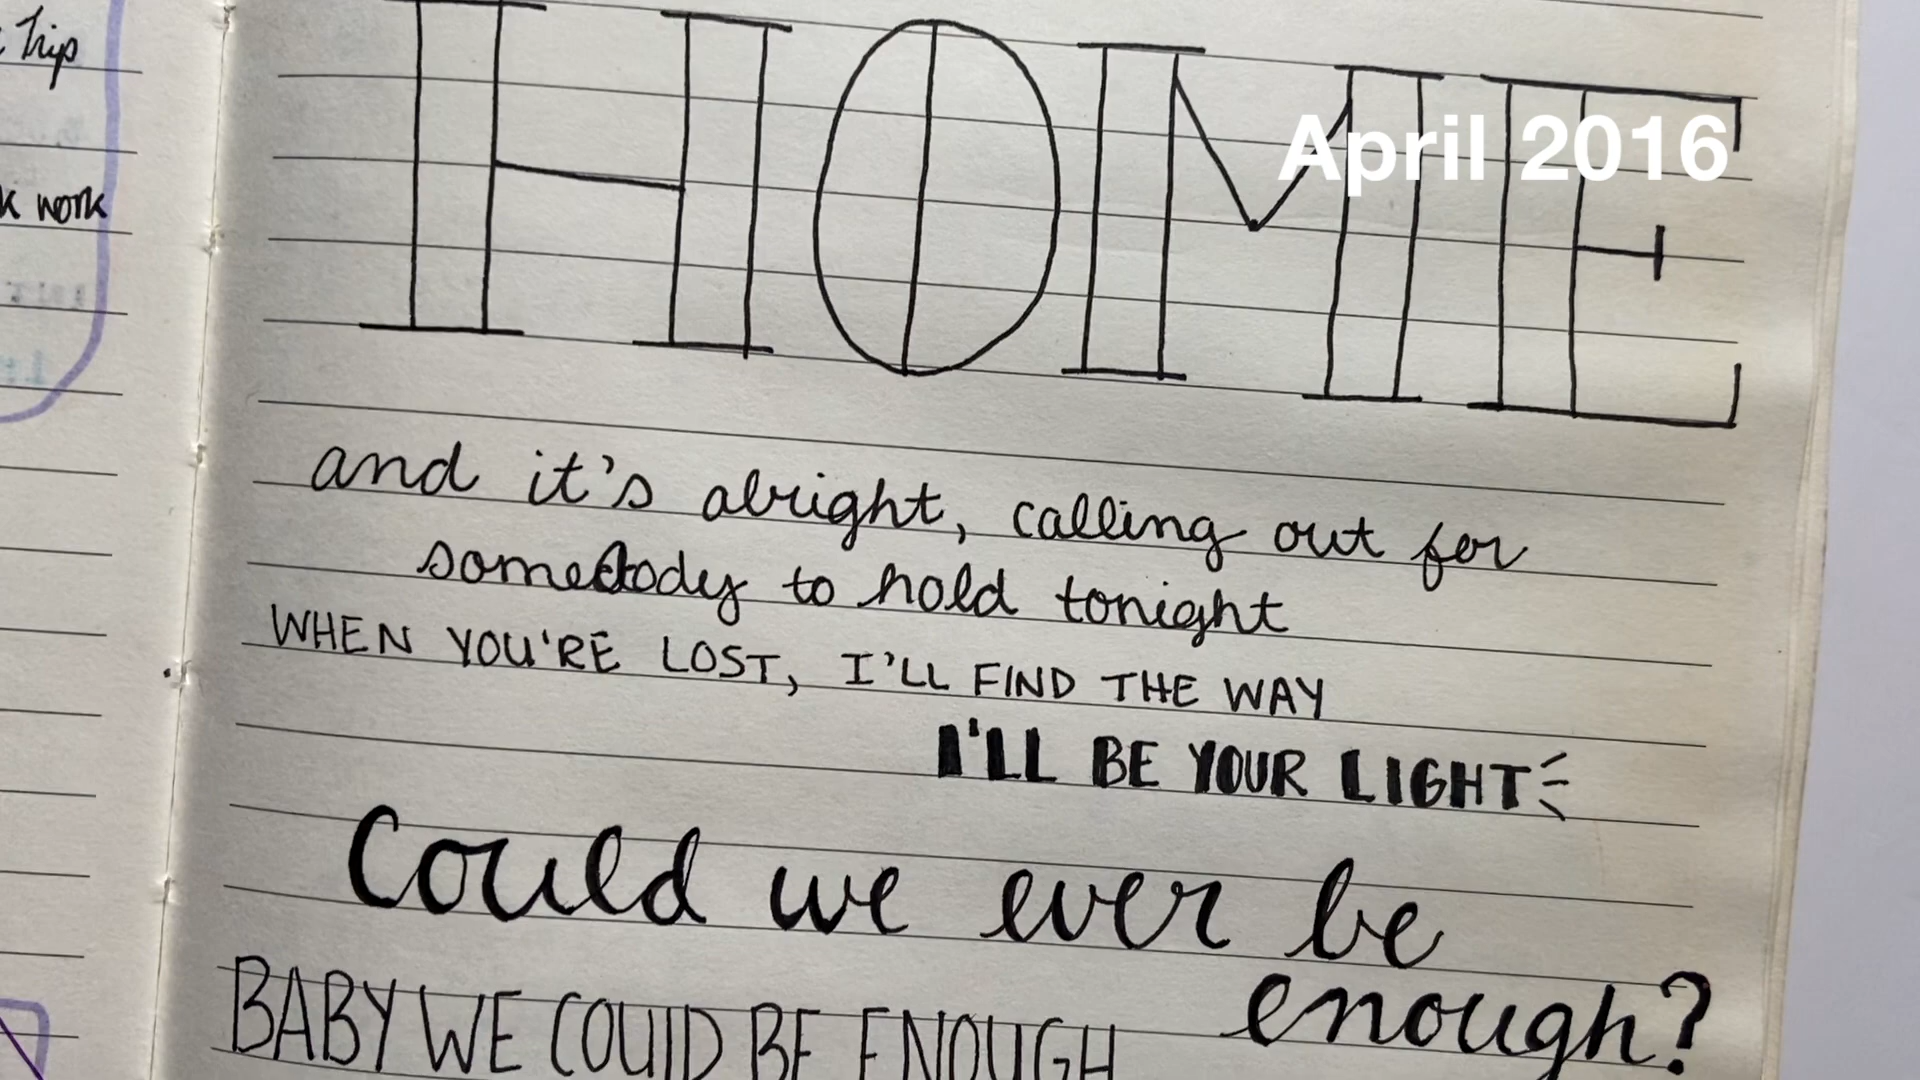 Trip
work
HOME
April 2016
and it's alright, calling out for
somebody to hold tonight
WHEN YOU'RE LOST, I'LL FIND THE WAY
I'LL BE YOUR LIGHT
Could we ever be
enough?
BABY WE COULD BE ENOUGH